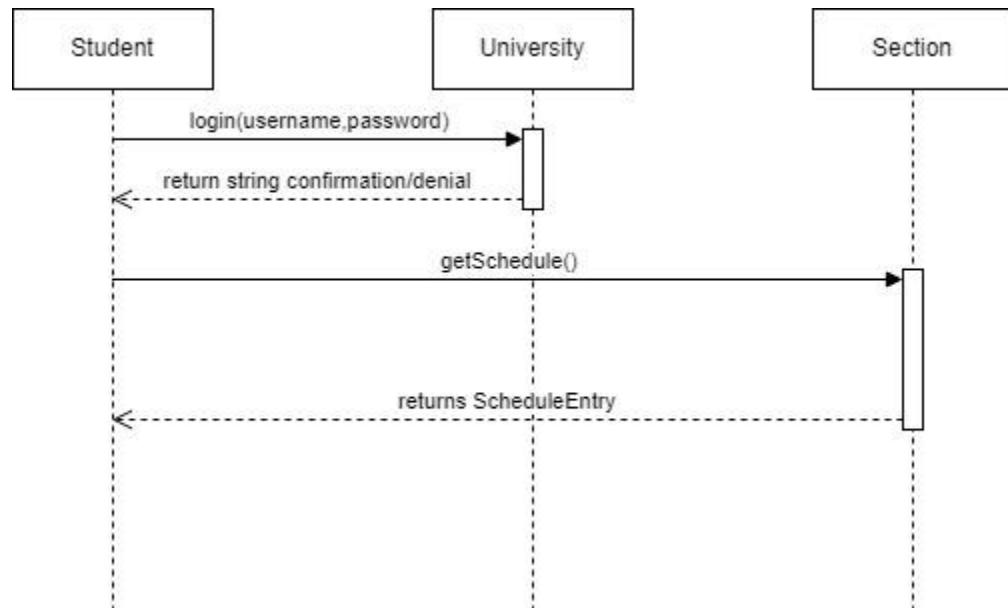 Student
University
Section
login(username,password)
return string confirmation/denial
getSchedule()
returns ScheduleEntry